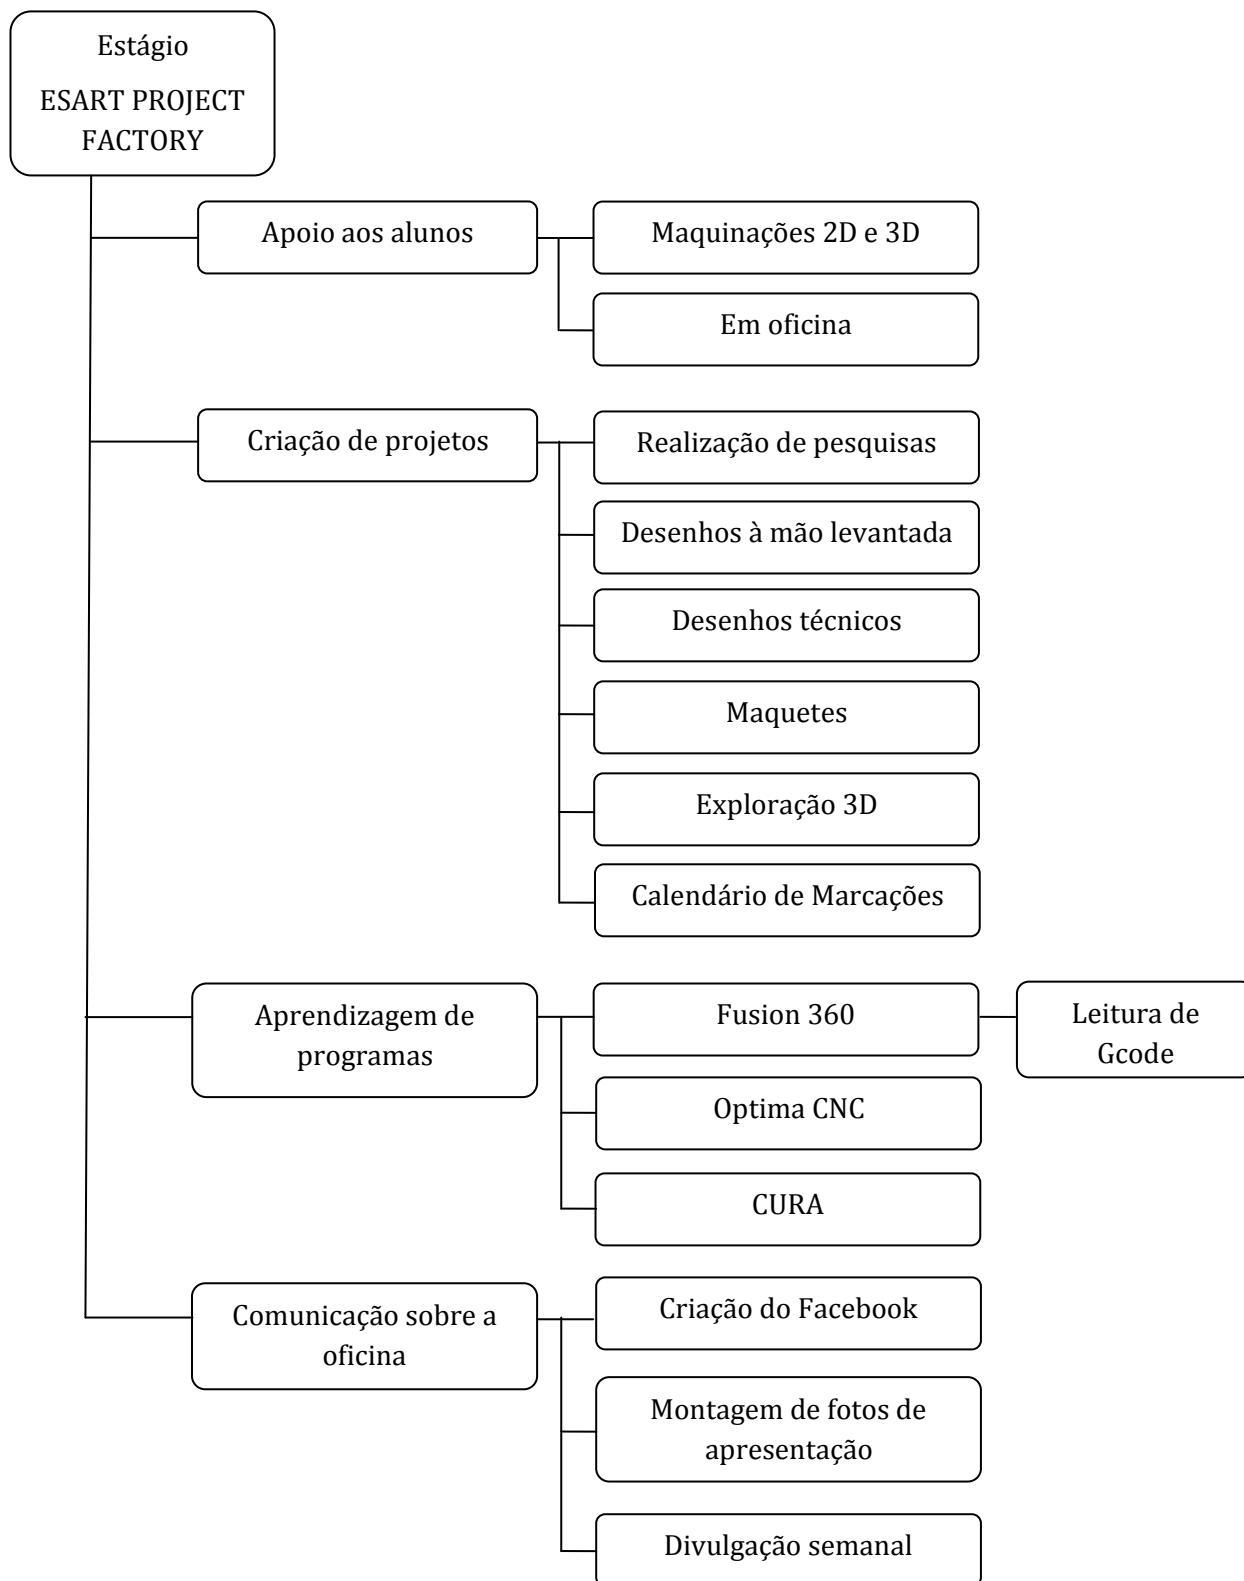 Estágio
ESART PROJECT
FACTORY
Apoio aos alunos
Maquinações 2D e 3D
Em oficina
Criação de projetos
Realização de pesquisas
Desenhos à mão levantada
Desenhos técnicos
Maquetes
Exploração 3D
Calendário de Marcações
Aprendizagem de
programas
Fusion 360
Leitura de
Gcode
Optima CNC
CURA
Comunicação sobre a
oficina
Criação do Facebook
Montagem de fotos de
apresentação
Divulgação semanal